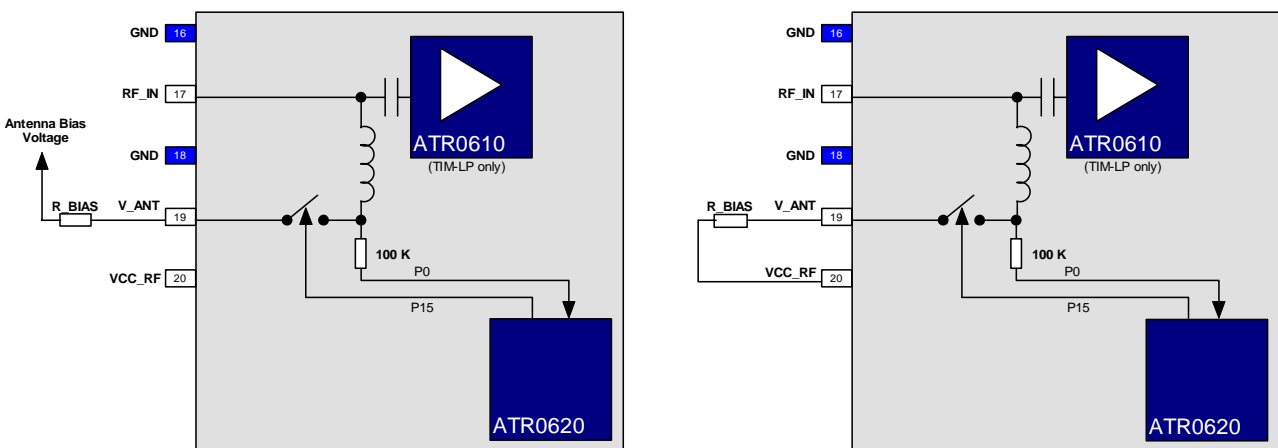 GND 16
RF_IN 17
Antenna Bias
Voltage
GND 18
R_BIAS V_ANT 19
VCC_RF 20
ATR0610
(TIM-LP only)
100 K
P0
P15
ATR0620
GND 16
RF_IN 17
GND 18
R_BIAS V_ANT 19
VCC_RF 20
ATR0610
(TIM-LP only)
100 K
P0
P15
ATR0620